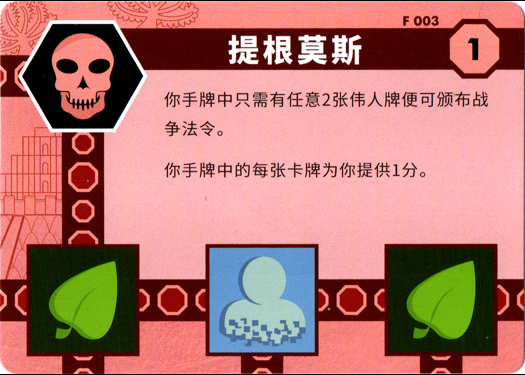 F 003
提根莫斯
1
你手牌中只需有任意2张伟人牌便可颁布战
争法令。
你手牌中的每张卡牌为你提供1分。